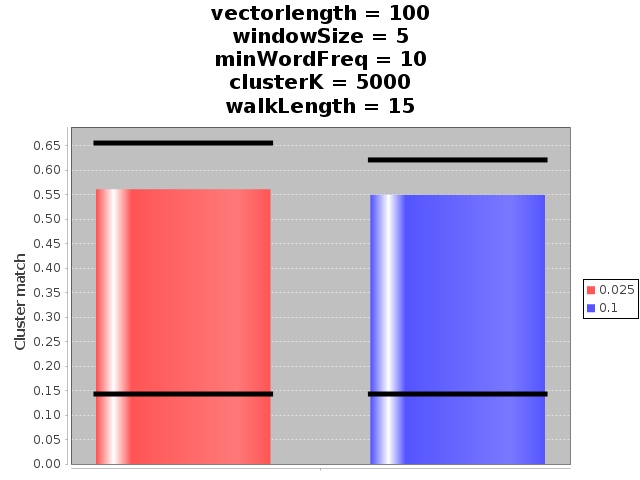 vectorlength = 100
windowSize = 5
minWordFreq = 10
clusterK = 5000
walkLength = 15
0.65
0.60
0.55
0.50
0.45
0.40
0.35
0.30
0.25
0.20
0.15
0.10
0.05
0.00
Cluster match
0.025
0.1